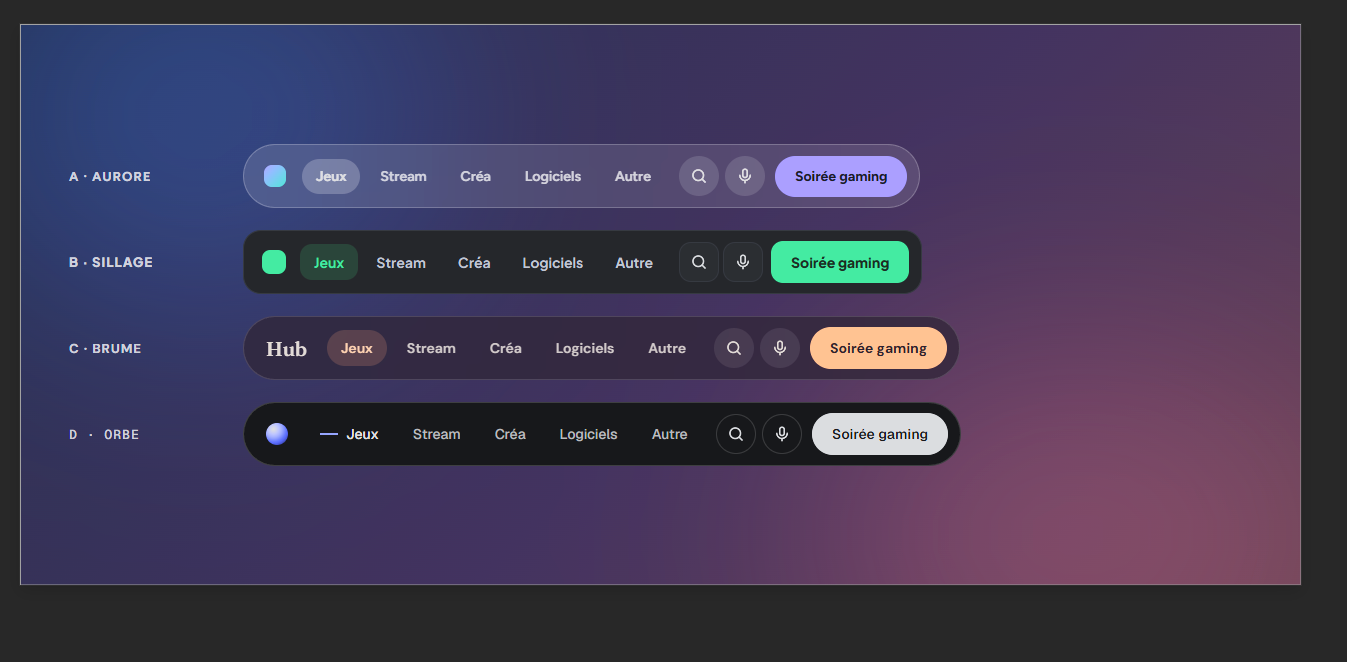 A · AURORE Jeux Stream Créa Logiciels Autre Soirée gaming
B · SILLAGE Jeux Stream Créa Logiciels Autre Soirée gaming
C · BRUME Hub Jeux Stream Créa Logiciels Autre Soirée gaming
D · ORBE Jeux Stream Créa Logiciels Autre Soirée gaming